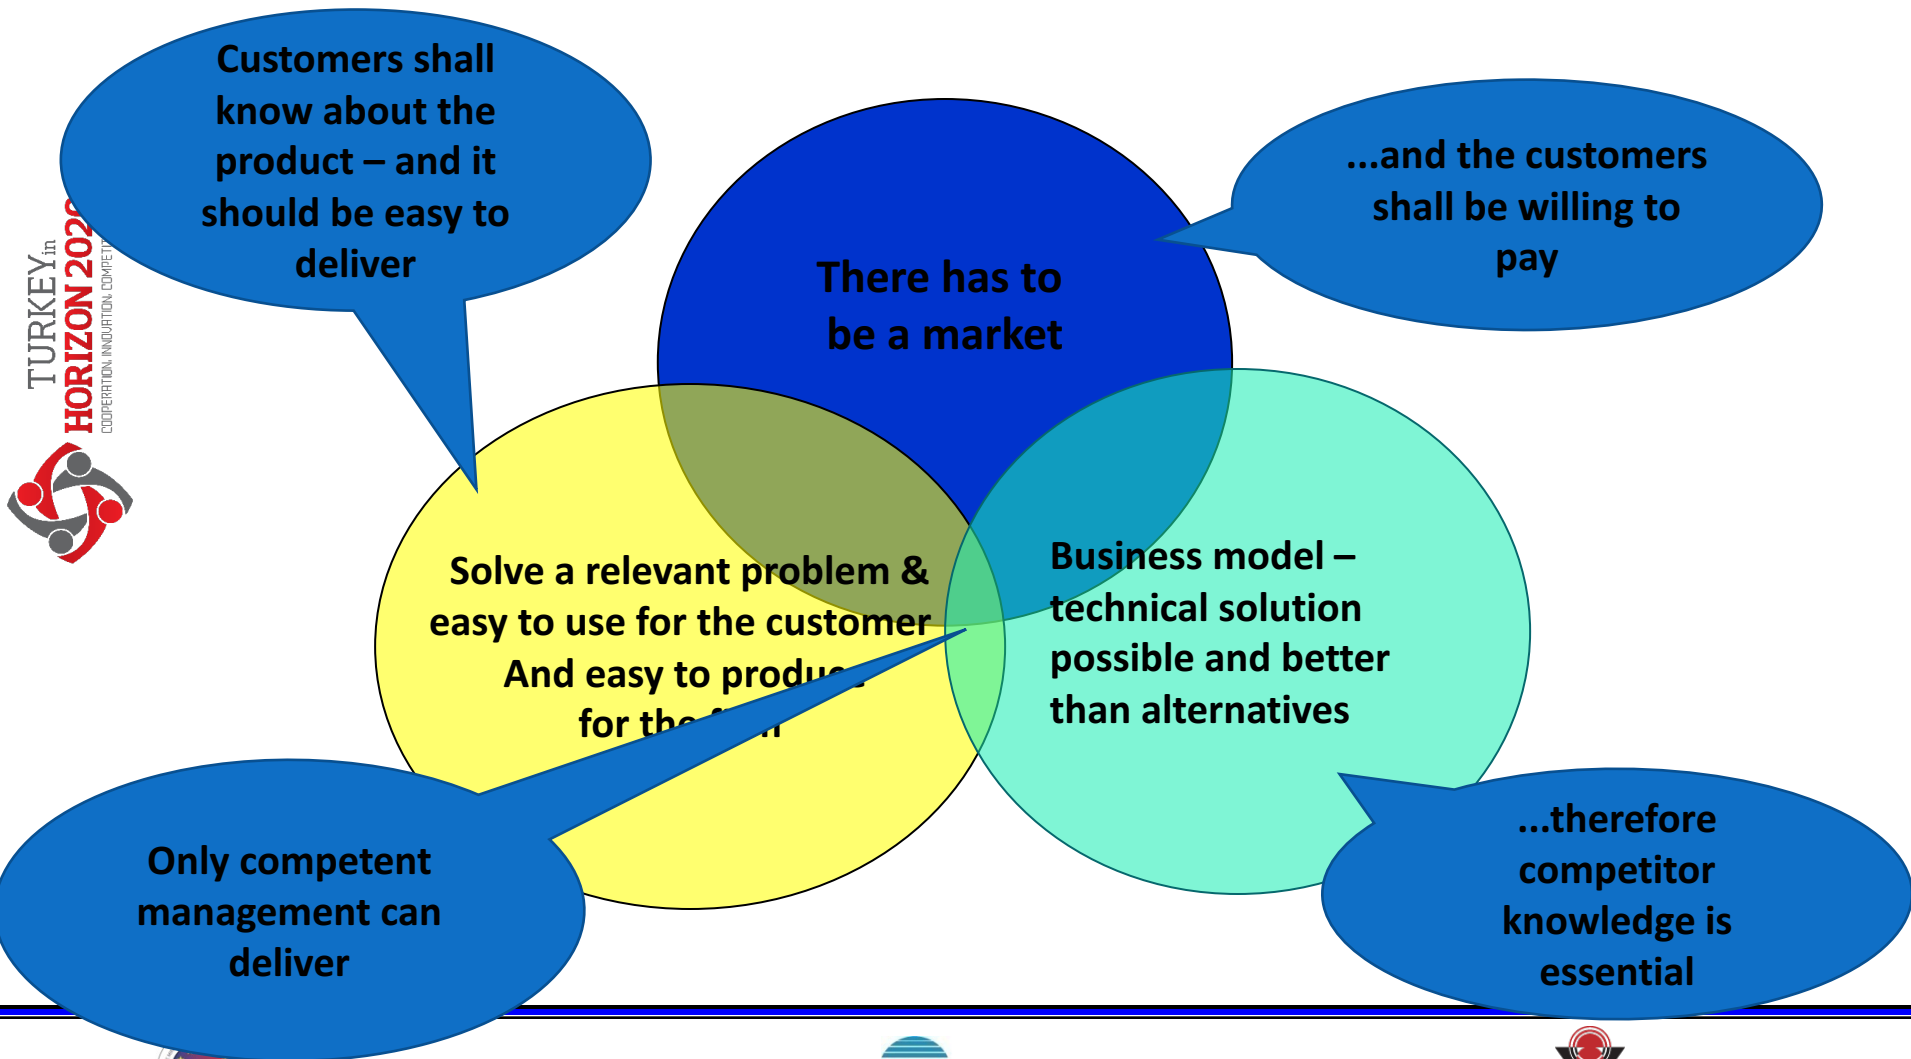 Customers shall
know about the
product – and it
should be easy to
deliver
...and the customers
shall be willing to
pay
There has to
be a market
TURKEY in
HORIZON 2020
COOPERATION. INNOVATION.
Solve a relevant problem &
easy to use for the customer
And easy to produce
for the
Business model –
technical solution
possible and better
than alternatives
Only competent
management can
deliver
...therefore
competitor
knowledge is
essential